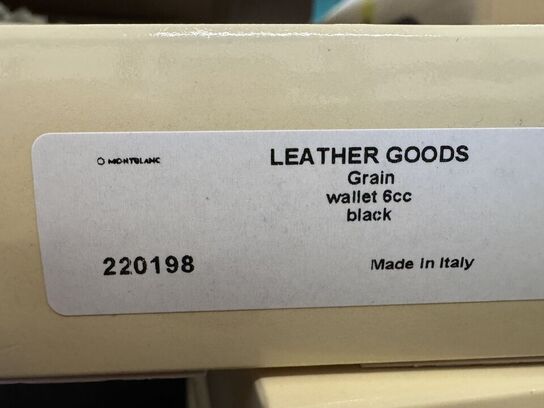 MONTBLANC
LEATHER GOODS
Grain
wallet 6cc
black
220198
Made in Italy